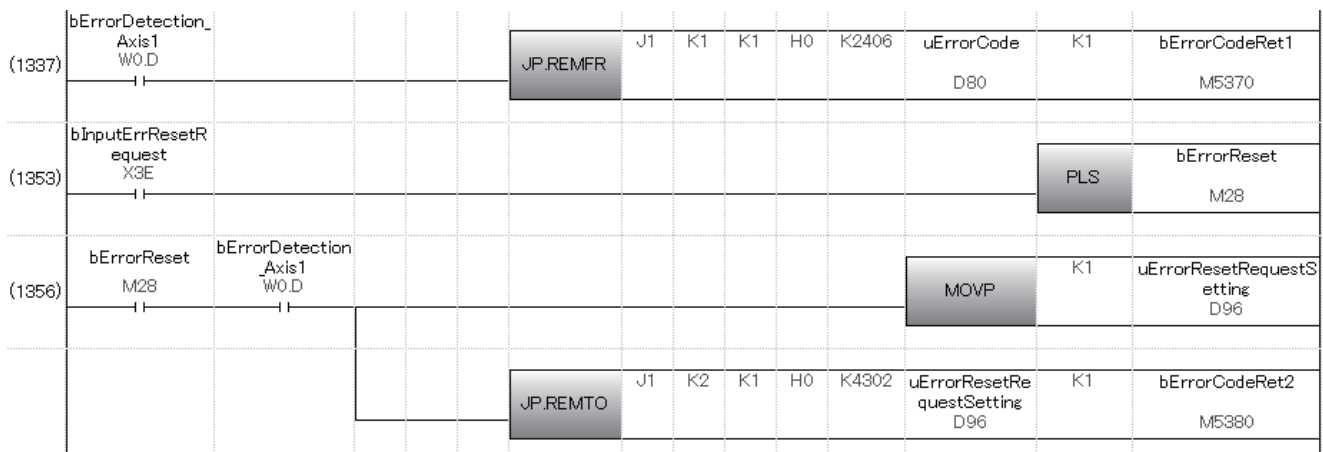 bErrorDetection_
Axis1
W0.D
(1337)
JP.REMFR
J1
K1
K1
H0
K2406
uErrorCode
D80
K1
bErrorCodeRet1
M5370
bInputErrResetR
equest
X3E
(1353)
PLS
bErrorReset
M28
bErrorReset
M28
bErrorDetection
_Axis1
W0.D
(1356)
MOVP
K1
uErrorResetRequestS
etting
D96
JP.REMTO
J1
K2
K1
H0
K4302
uErrorResetRe
questSetting
D96
K1
bErrorCodeRet2
M5380